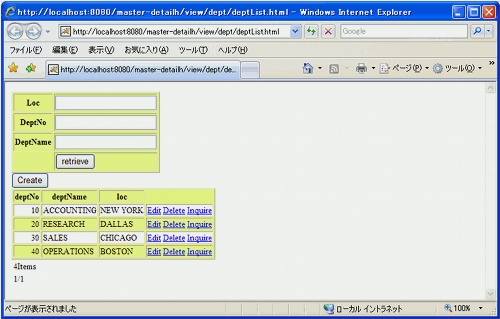 http://localhost:8080/master-detailh/view/dept/deptList.html - Windows Internet Explorer
http://localhost:8080/master-detailh/view/dept/deptList.html
Google
ファイル(F) 編集(E) 表示(V) お気に入り(A) ツール(T) ヘルプ(H)
http://localhost:8080/master-detailh/view/dept/de... ページ(P) ツール(O) »
Loc
DeptNo
DeptName
retrieve
Create
deptNo deptName loc
10 ACCOUNTING NEW YORK Edit Delete Inquire
20 RESEARCH DALLAS Edit Delete Inquire
30 SALES CHICAGO Edit Delete Inquire
40 OPERATIONS BOSTON Edit Delete Inquire
4Items
1/1
ページが表示されました ローカル イントラネット 100%